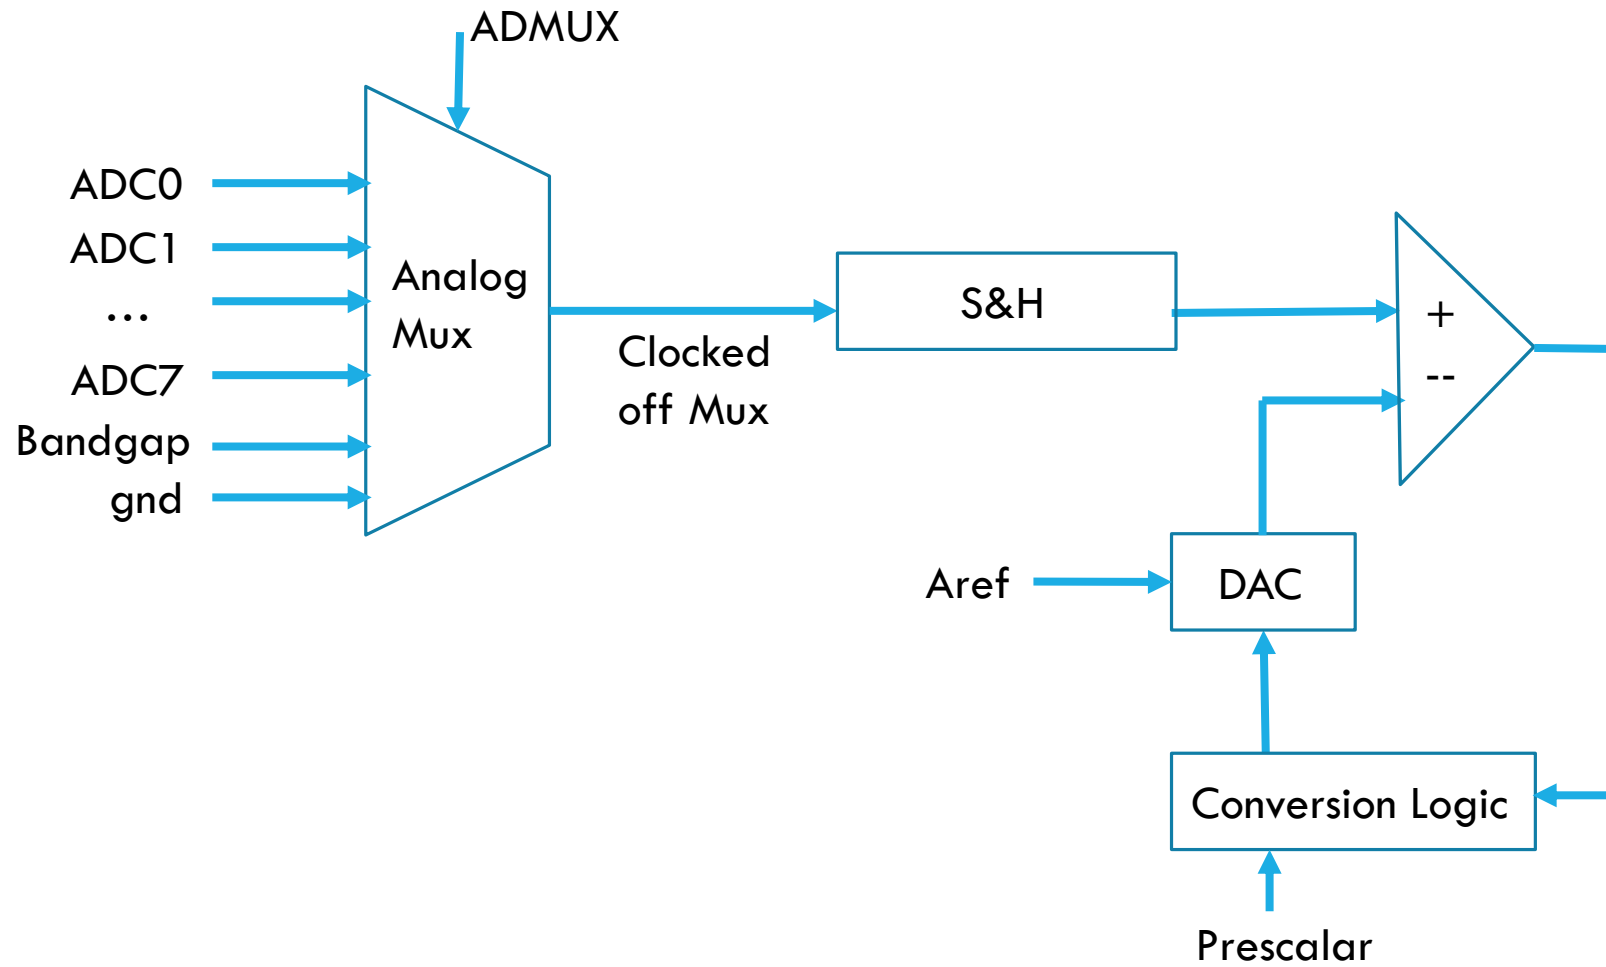 ADMUX
ADC0
ADC1
...
ADC7
Bandgap
gnd
Analog
Mux
Clocked
off Mux
S&H
+
--
Aref
DAC
Conversion Logic
Prescalar